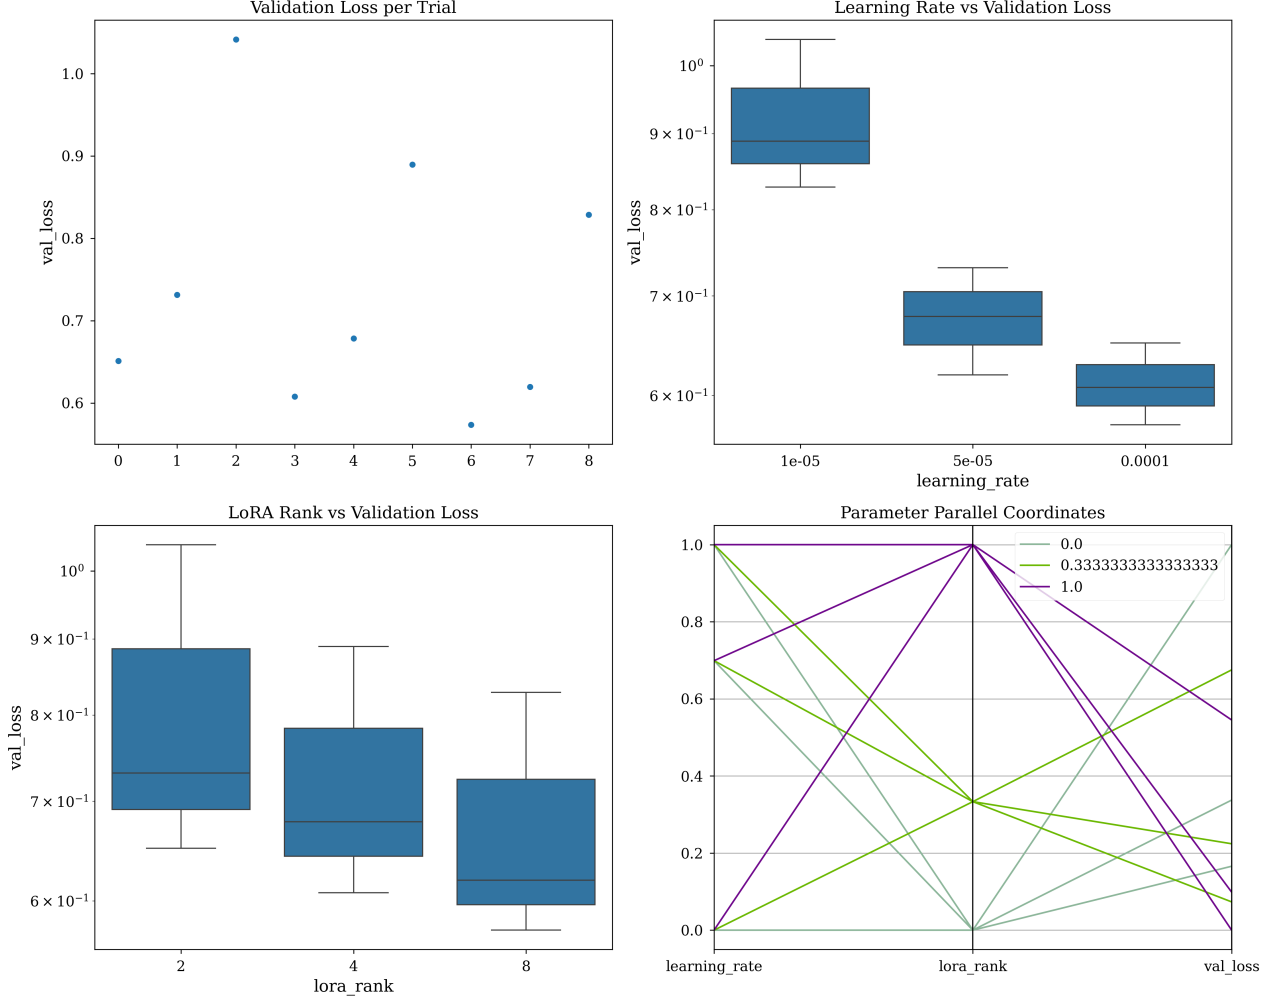 Validation Loss per Trial
val_loss
1.0
0.9
0.8
0.7
0.6
0 1 2 3 4 5 6 7 8
Learning Rate vs Validation Loss
val_loss
10⁰
9 × 10⁻¹
8 × 10⁻¹
7 × 10⁻¹
6 × 10⁻¹
1e-05 5e-05 0.0001
learning_rate
LoRA Rank vs Validation Loss
val_loss
10⁰
9 × 10⁻¹
8 × 10⁻¹
7 × 10⁻¹
6 × 10⁻¹
2 4 8
lora_rank
Parameter Parallel Coordinates
1.0
0.8
0.6
0.4
0.2
0.0
0.0
0.3333333333333333
1.0
learning_rate lora_rank val_loss